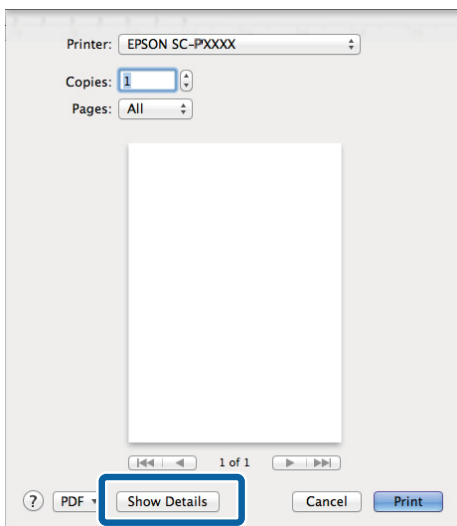 Printer: EPSON SC-PXXXX
Copies: 1
Pages: All
1 of 1
? PDF Show Details Cancel Print